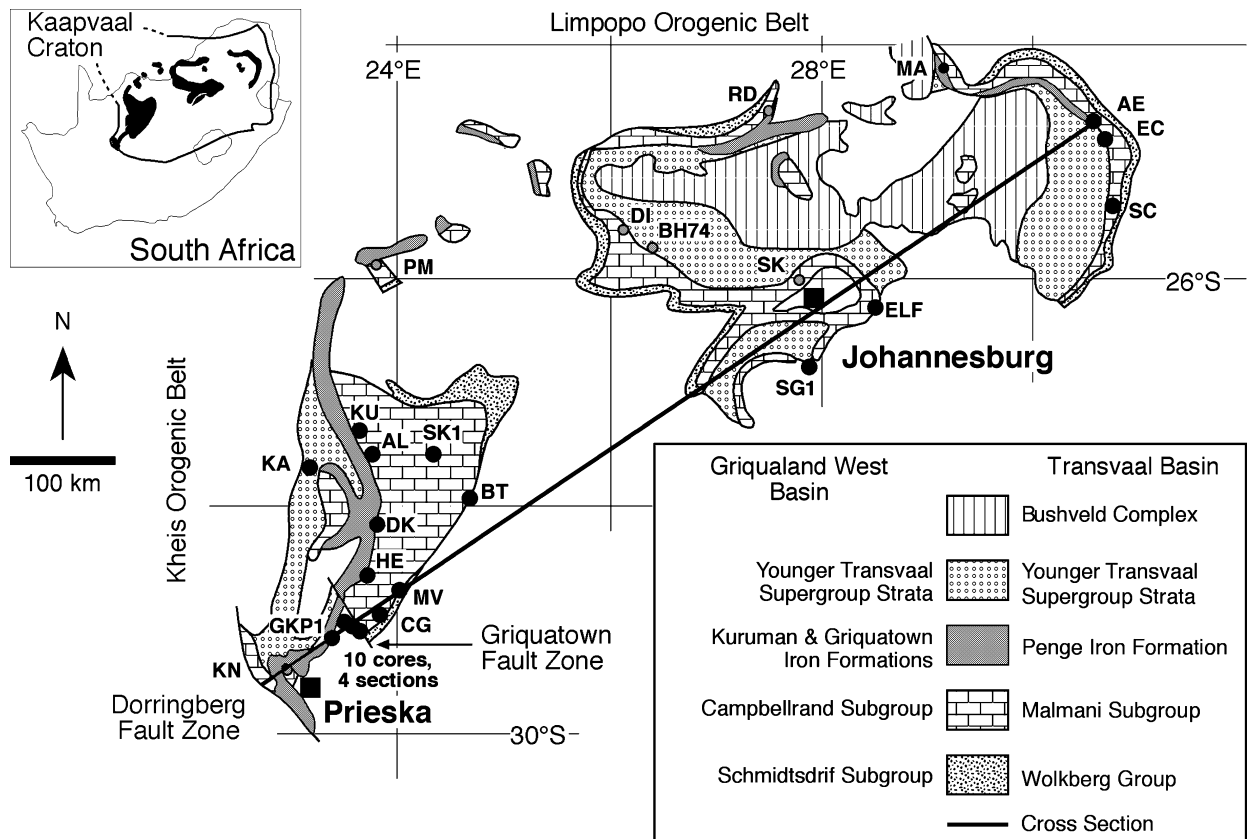 Kaapvaal
Craton
South Africa
Limpopo Orogenic Belt
24°E
28°E
MA
RD
AE
EC
SC
DI
BH74
SK
PM
26°S
ELF
Johannesburg
SG1
N
100 km
Kheis Orogenic Belt
KU
AL
SK1
KA
BT
DK
HE
MV
GKP1
CG
Griquatown
Fault Zone
KN
10 cores,
4 sections
Dorringberg
Fault Zone
Prieska
30°S
Griqualand West
Basin
Transvaal Basin
Bushveld Complex
Younger Transvaal
Supergroup Strata
Younger Transvaal
Supergroup Strata
Kuruman & Griquatown
Iron Formations
Penge Iron Formation
Campbellrand Subgroup
Malmani Subgroup
Schmidtsdrif Subgroup
Wolkberg Group
Cross Section